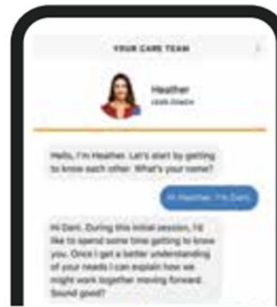 YOUR CARE TEAM
Heather
Hello, I'm Heather. Let's start by getting
to know each other. What's your name?
Hi Heather, I'm Dani.
Hi Dani. During this initial session, I'd
like to spend some time getting to know
you. Once I get a better understanding
of your needs I can explain how we
might work together moving forward.
Sound good?